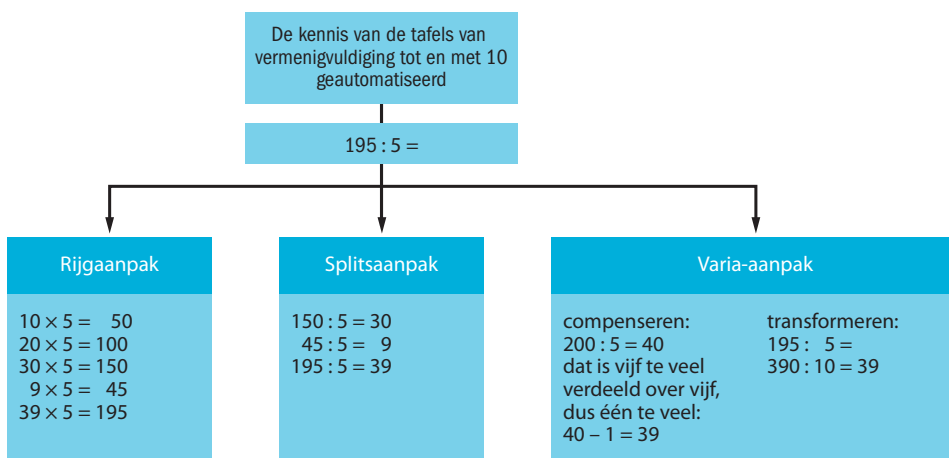 De kennis van de tafels van
vermenigvuldiging tot en met 10
geautomatiseerd
195 : 5 =
Rijgaanpak
10 × 5 = 50
20 × 5 = 100
30 × 5 = 150
9 × 5 = 45
39 × 5 = 195
Splitsaanpak
150 : 5 = 30
45 : 5 = 9
195 : 5 = 39
Varia-aanpak
compenseren:
200 : 5 = 40
dat is vijf te veel
verdeeld over vijf,
dus één te veel:
40 – 1 = 39
transformeren:
195 : 5 =
390 : 10 = 39